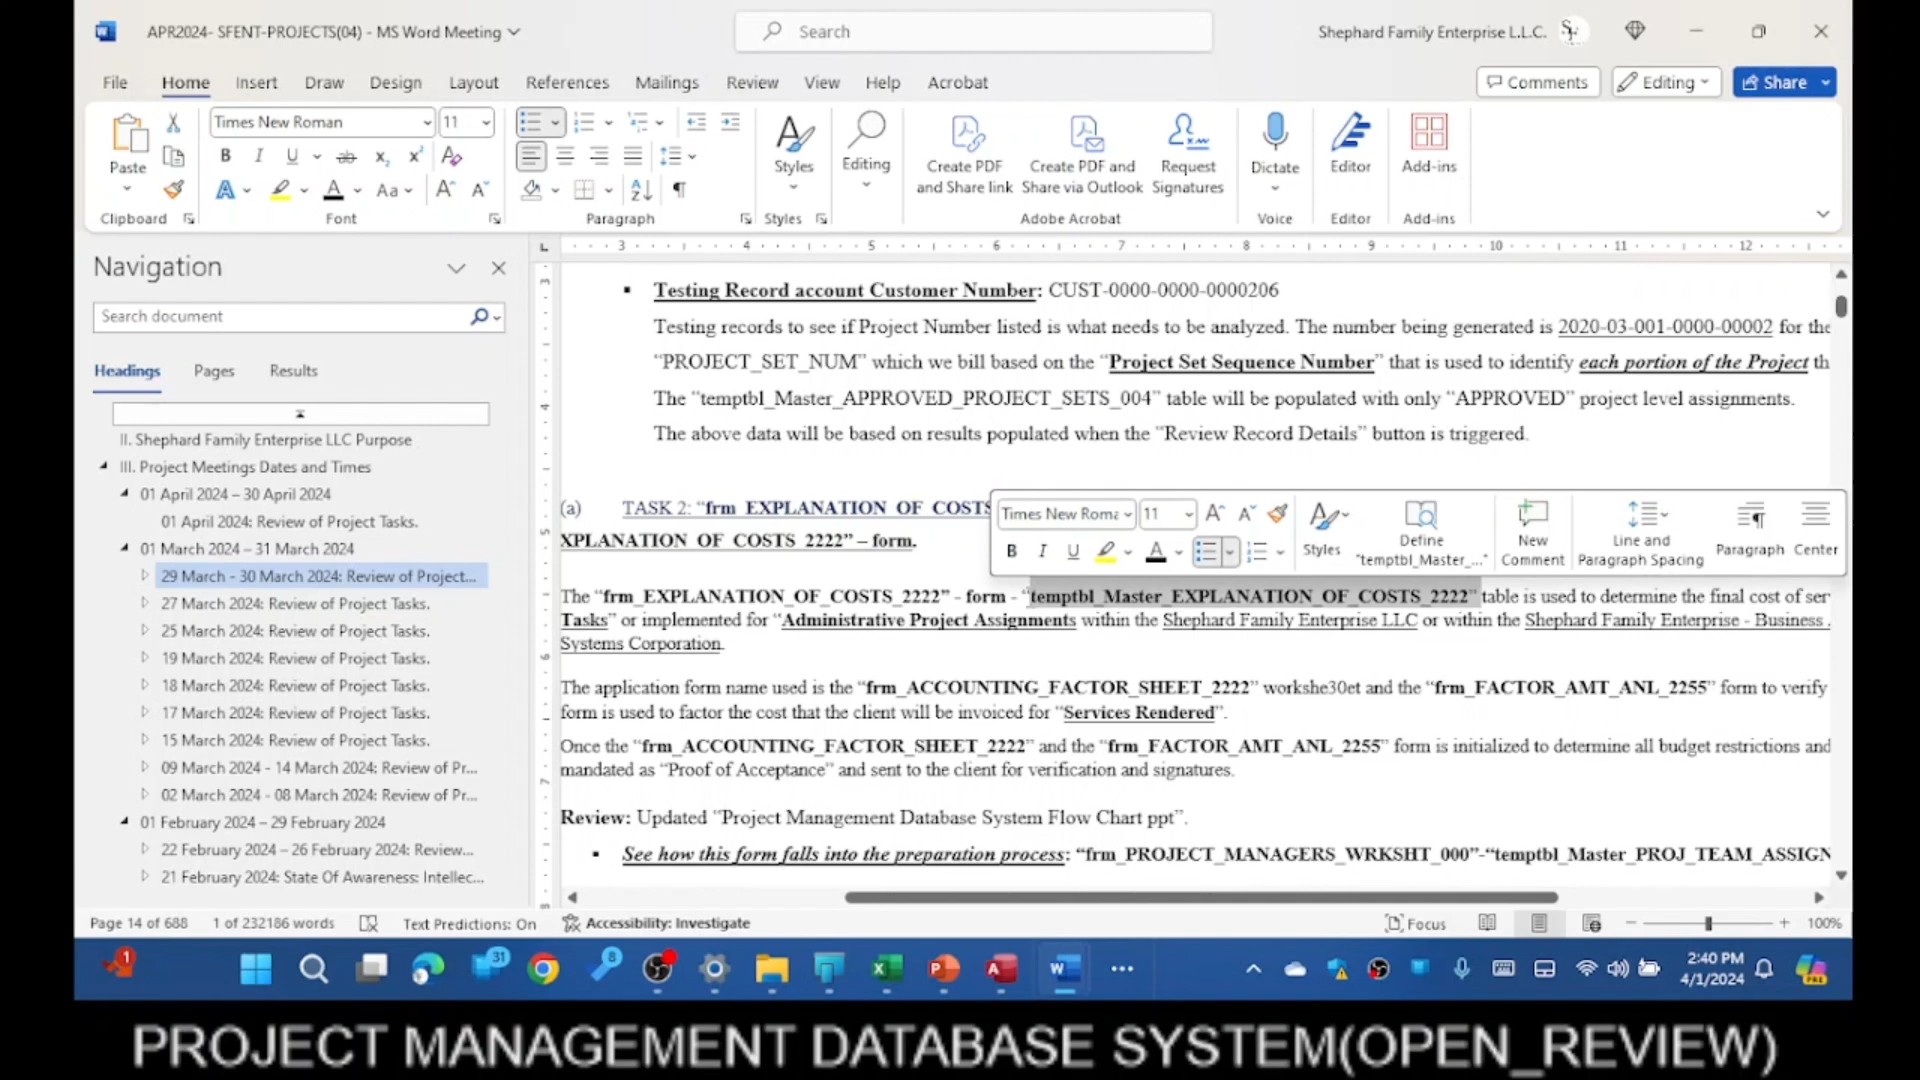 APR2024- SFENT-PROJECTS(04) - MS Word Meeting
Search
Shephard Family Enterprise L.L.C.
File Home Insert Draw Design Layout References Mailings Review View Help Acrobat
Comments Editing Share
Times New Roman 11
Paste
Styles
Editing
Create PDF and Share link
Create PDF and Share via Outlook
Request Signatures
Dictate
Editor
Add-ins
Clipboard Font Paragraph Styles Adobe Acrobat Voice Editor Add-ins
3 4 5 6 7 8 9 10 11 12
Navigation
Search document
Headings Pages Results
II. Shephard Family Enterprise LLC Purpose
III. Project Meetings Dates and Times
01 April 2024 – 30 April 2024
01 April 2024: Review of Project Tasks.
01 March 2024 – 31 March 2024
29 March - 30 March 2024: Review of Project...
27 March 2024: Review of Project Tasks.
25 March 2024: Review of Project Tasks.
19 March 2024: Review of Project Tasks.
18 March 2024: Review of Project Tasks.
17 March 2024: Review of Project Tasks.
15 March 2024: Review of Project Tasks.
09 March 2024 - 14 March 2024: Review of Pr...
02 March 2024 - 08 March 2024: Review of Pr...
01 February 2024 – 29 February 2024
22 February 2024 – 26 February 2024: Review...
21 February 2024: State Of Awareness: Intellec...
▪ Testing Record account Customer Number: CUST-0000-0000-0000206
Testing records to see if Project Number listed is what needs to be analyzed. The number being generated is 2020-03-001-0000-00002 for the
“PROJECT_SET_NUM” which we bill based on the “Project Set Sequence Number” that is used to identify each portion of the Project th
The “temptbl_Master_APPROVED_PROJECT_SETS_004” table will be populated with only “APPROVED” project level assignments.
The above data will be based on results populated when the “Review Record Details” button is triggered.
(a) TASK 2: “frm_EXPLANATION_OF_COSTS
XPLANATION_OF_COSTS_2222” – form.
Times New Roma 11
Styles
Define "temptbl_Master_..."
New Comment
Line and Paragraph Spacing
Paragraph
Center
The “frm_EXPLANATION_OF_COSTS_2222” - form - “temptbl_Master_EXPLANATION_OF_COSTS_2222” table is used to determine the final cost of ser
Tasks” or implemented for “Administrative Project Assignments within the Shephard Family Enterprise LLC or within the Shephard Family Enterprise - Business
Systems Corporation.
The application form name used is the “frm_ACCOUNTING_FACTOR_SHEET_2222” workshe30et and the “frm_FACTOR_AMT_ANL_2255” form to verify
form is used to factor the cost that the client will be invoiced for “Services Rendered”.
Once the “frm_ACCOUNTING_FACTOR_SHEET_2222” and the “frm_FACTOR_AMT_ANL_2255” form is initialized to determine all budget restrictions and
mandated as “Proof of Acceptance” and sent to the client for verification and signatures.
Review: Updated “Project Management Database System Flow Chart ppt”.
▪ See how this form falls into the preparation process: “frm_PROJECT_MANAGERS_WRKSHT_000”-“temptbl_Master_PROJ_TEAM_ASSIGN
Page 14 of 688 1 of 232186 words Text Predictions: On Accessibility: Investigate Focus 100%
1 31 8
2:40 PM
4/1/2024
PRE
PROJECT MANAGEMENT DATABASE SYSTEM(OPEN_REVIEW)